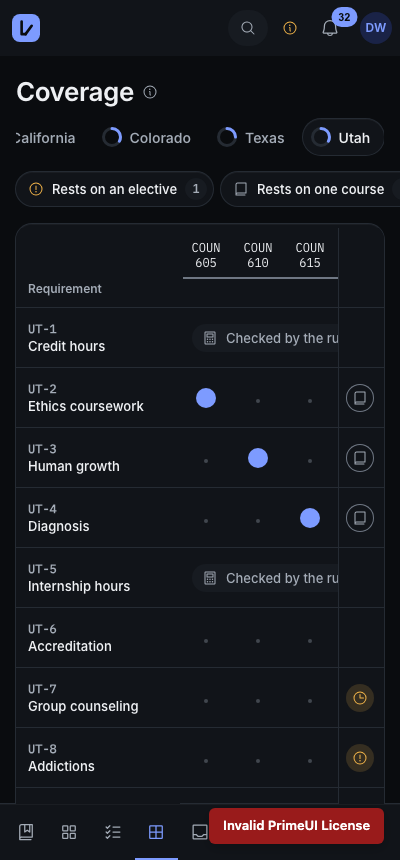 32
DW
Coverage
California
Colorado
Texas
Utah
Rests on an elective 1
Rests on one course
COUN 605
COUN 610
COUN 615
Requirement
UT-1
Credit hours
Checked by the ru
UT-2
Ethics coursework
UT-3
Human growth
UT-4
Diagnosis
UT-5
Internship hours
Checked by the ru
UT-6
Accreditation
UT-7
Group counseling
UT-8
Addictions
Invalid PrimeUI License